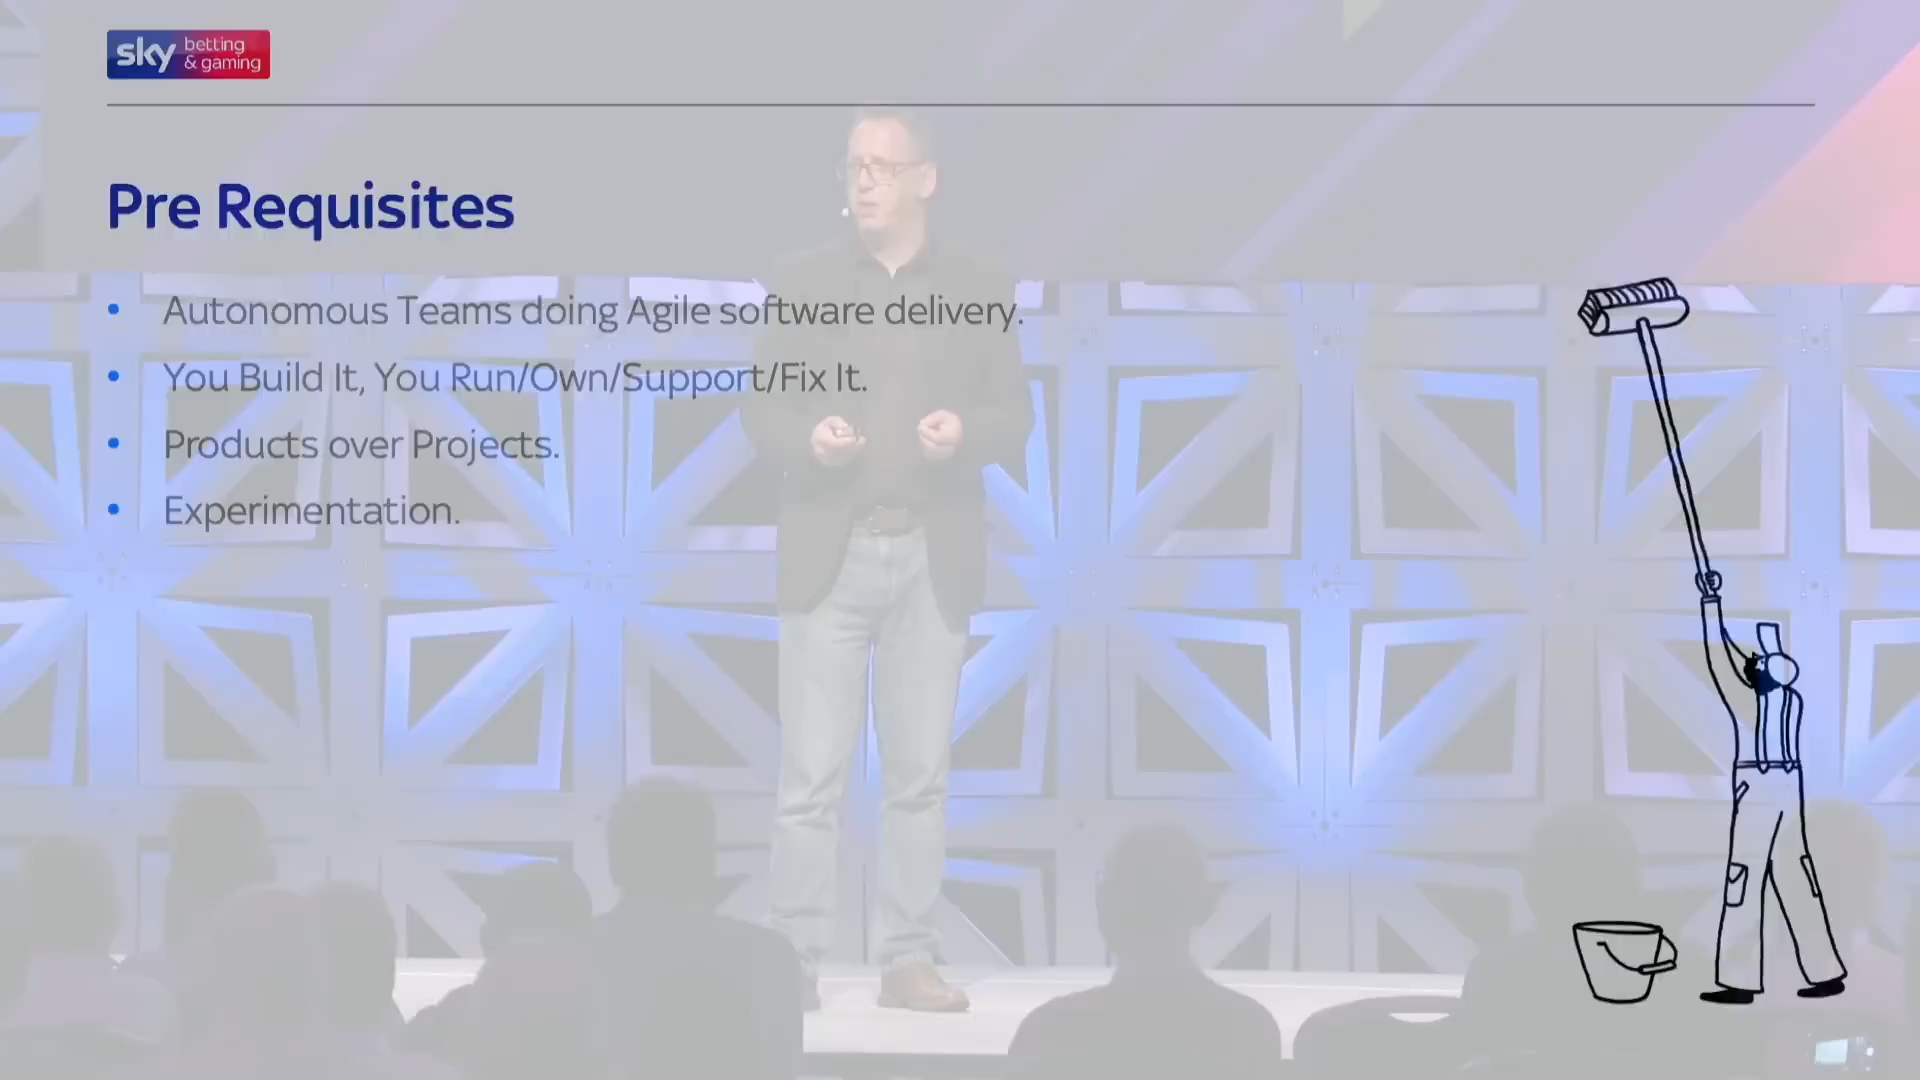 sky betting
& gaming
Pre Requisites
• Autonomous Teams doing Agile software delivery.
• You Build It, You Run/Own/Support/Fix It.
• Products over Projects.
• Experimentation.